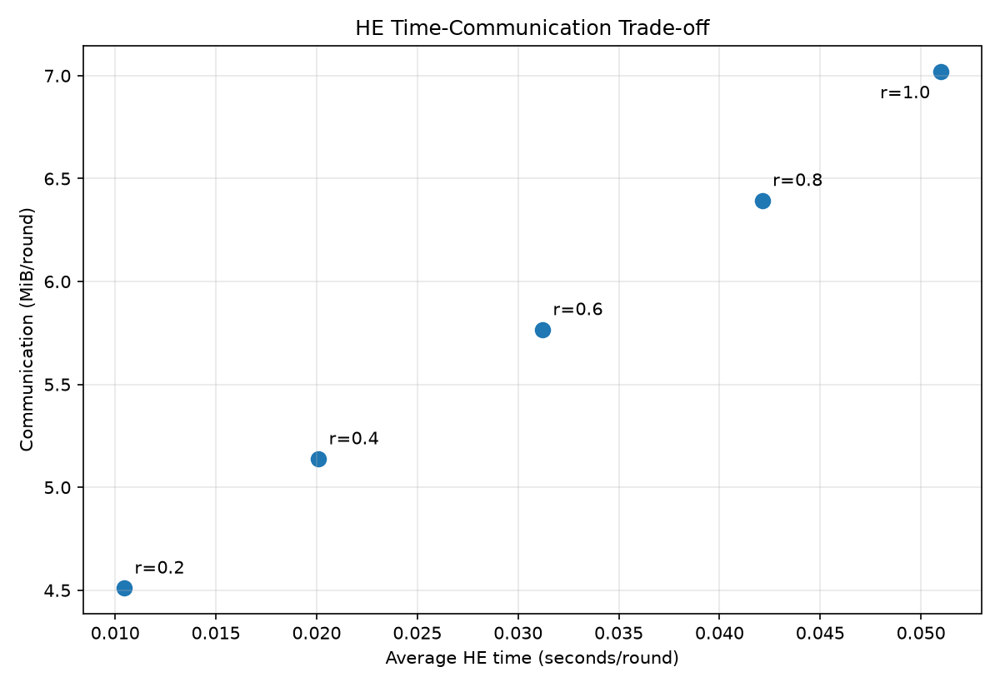 HE Time-Communication Trade-off
Communication (MiB/round)
7.0
6.5
6.0
5.5
5.0
4.5
r=1.0
r=0.8
r=0.6
r=0.4
r=0.2
0.010 0.015 0.020 0.025 0.030 0.035 0.040 0.045 0.050
Average HE time (seconds/round)